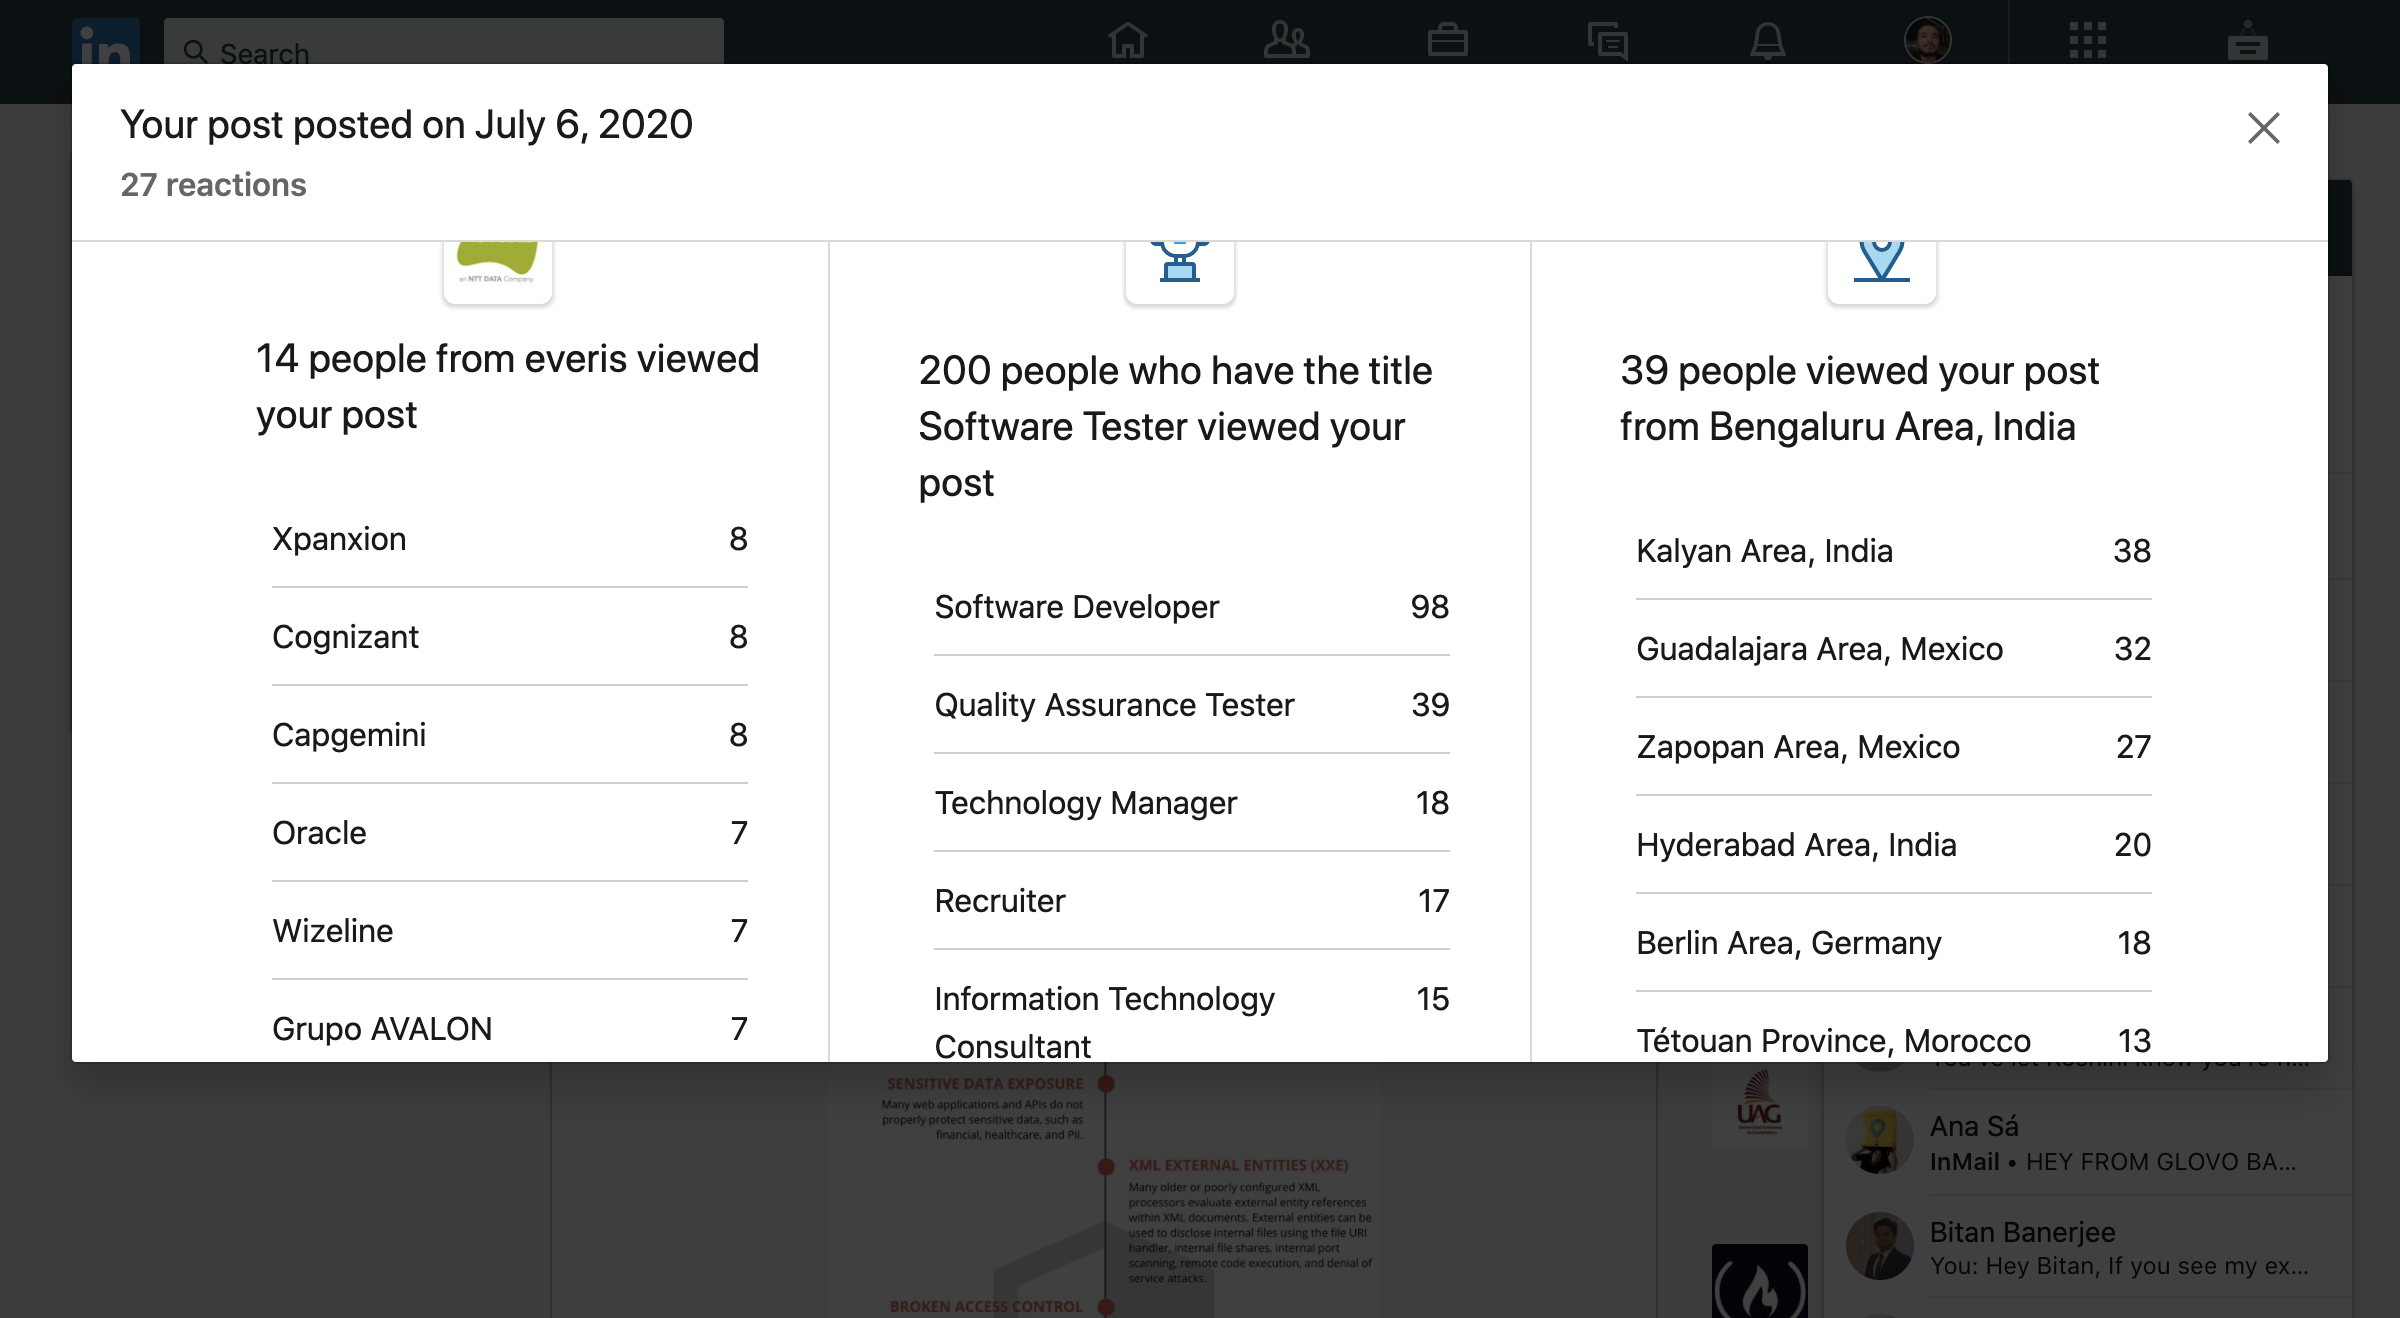 in
Search
Your post posted on July 6, 2020
27 reactions
an NTT DATA Company
14 people from everis viewed
your post
Xpanxion 8
Cognizant 8
Capgemini 8
Oracle 7
Wizeline 7
Grupo AVALON 7
200 people who have the title
Software Tester viewed your
post
Software Developer 98
Quality Assurance Tester 39
Technology Manager 18
Recruiter 17
Information Technology 15
Consultant
39 people viewed your post
from Bengaluru Area, India
Kalyan Area, India 38
Guadalajara Area, Mexico 32
Zapopan Area, Mexico 27
Hyderabad Area, India 20
Berlin Area, Germany 18
Tétouan Province, Morocco 13
SENSITIVE DATA EXPOSURE
Many web applications and APIs do not
properly protect sensitive data, such as
financial, healthcare, and PII.
XML EXTERNAL ENTITIES (XXE)
Many older or poorly configured XML
processors evaluate external entity references
within XML documents. External entities can be
used to disclose internal files using the file URI
handler, internal file shares, internal port
scanning, remote code execution, and denial of
service attacks.
BROKEN ACCESS CONTROL
UAG
Ana Sá
InMail • HEY FROM GLOVO BA...
Bitan Banerjee
You: Hey Bitan, If you see my ex...